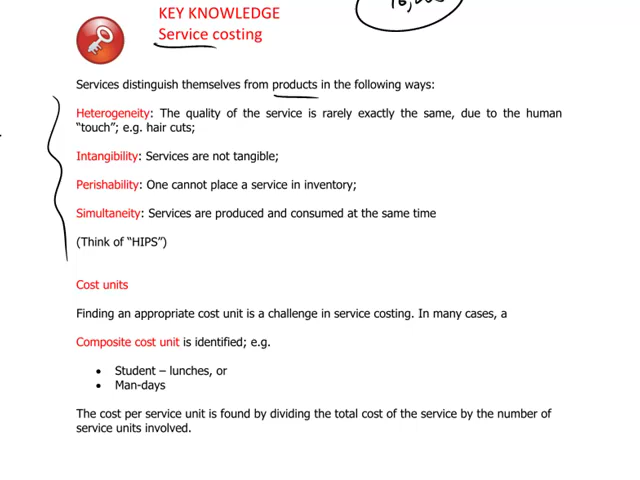 KEY KNOWLEDGE
Service costing
Services distinguish themselves from products in the following ways:
Heterogeneity: The quality of the service is rarely exactly the same, due to the human
“touch”; e.g. hair cuts;
Intangibility: Services are not tangible;
Perishability: One cannot place a service in inventory;
Simultaneity: Services are produced and consumed at the same time
(Think of “HIPS”)
Cost units
Finding an appropriate cost unit is a challenge in service costing. In many cases, a
Composite cost unit is identified; e.g.
• Student – lunches, or
• Man-days
The cost per service unit is found by dividing the total cost of the service by the number of
service units involved.